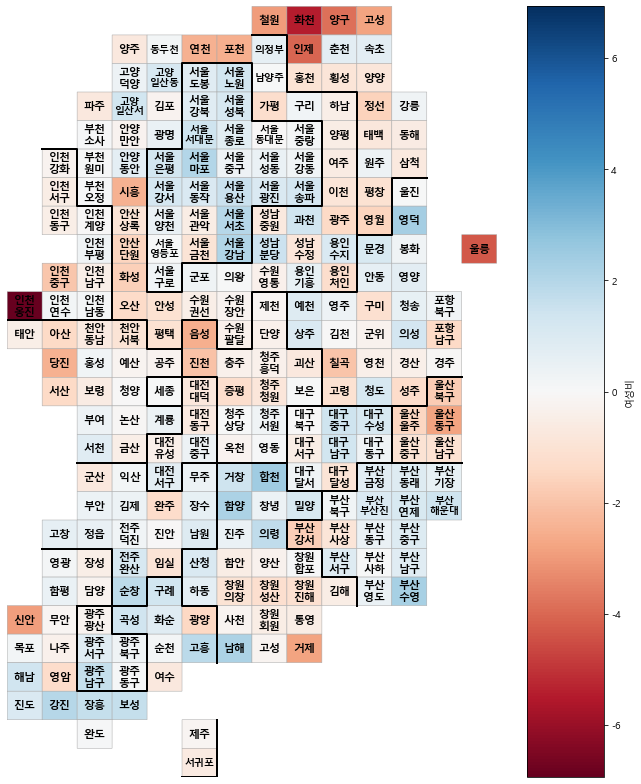 철원 화천 양구 고성
양주 동두천 연천 포천 의정부 인제 춘천 속초
고양 덕양 고양 일산동 서울 도봉 서울 노원 남양주 홍천 횡성 양양
파주 고양 일산서 김포 서울 강북 서울 성북 가평 구리 하남 정선 강릉
부천 소사 안양 만안 광명 서울 서대문 서울 종로 서울 동대문 서울 중랑 양평 태백 동해
인천 강화 부천 원미 안양 동안 서울 은평 서울 마포 서울 중구 서울 성동 서울 강동 여주 원주 삼척
인천 서구 부천 오정 시흥 서울 강서 서울 동작 서울 용산 서울 광진 서울 송파 이천 평창 울진
인천 동구 인천 계양 안산 상록 서울 양천 서울 관악 서울 서초 성남 중원 과천 광주 영월 영덕
인천 부평 안산 단원 서울 영등포 서울 금천 서울 강남 성남 분당 성남 수정 용인 수지 문경 봉화 울릉
인천 중구 인천 남구 화성 서울 구로 군포 의왕 수원 영통 용인 기흥 용인 처인 안동 영양
인천 옹진 인천 연수 인천 남동 오산 안성 수원 권선 수원 장안 제천 예천 영주 구미 청송 포항 북구
태안 아산 천안 동남 천안 서북 평택 음성 수원 팔달 단양 상주 김천 군위 의성 포항 남구
당진 홍성 예산 공주 진천 충주 청주 흥덕 괴산 칠곡 영천 경산 경주
서산 보령 청양 세종 대전 대덕 증평 청주 청원 보은 고령 청도 성주 울산 북구
부여 논산 계룡 대전 동구 청주 상당 청주 서원 대구 북구 대구 중구 대구 수성 울산 울주 울산 동구
서천 금산 대전 유성 대전 중구 옥천 영동 대구 서구 대구 남구 대구 동구 울산 중구 울산 남구
군산 익산 대전 서구 무주 거창 합천 대구 달서 대구 달성 부산 금정 부산 동래 부산 기장
부안 김제 완주 장수 함양 창녕 밀양 부산 북구 부산 부산진 부산 연제 부산 해운대
고창 정읍 전주 덕진 진안 남원 진주 의령 부산 강서 부산 사상 부산 동구 부산 중구
영광 장성 전주 완산 임실 산청 함안 양산 창원 합포 부산 서구 부산 사하 부산 남구
함평 담양 순창 구례 하동 창원 의창 창원 성산 창원 진해 김해 부산 영도 부산 수영
신안 무안 광주 광산 곡성 화순 광양 사천 창원 회원 통영
목포 나주 광주 서구 광주 북구 순천 고흥 남해 고성 거제
해남 영암 광주 남구 광주 동구 여수
진도 강진 장흥 보성
완도 제주
서귀포
6
4
2
0
-2
-4
-6
여성비